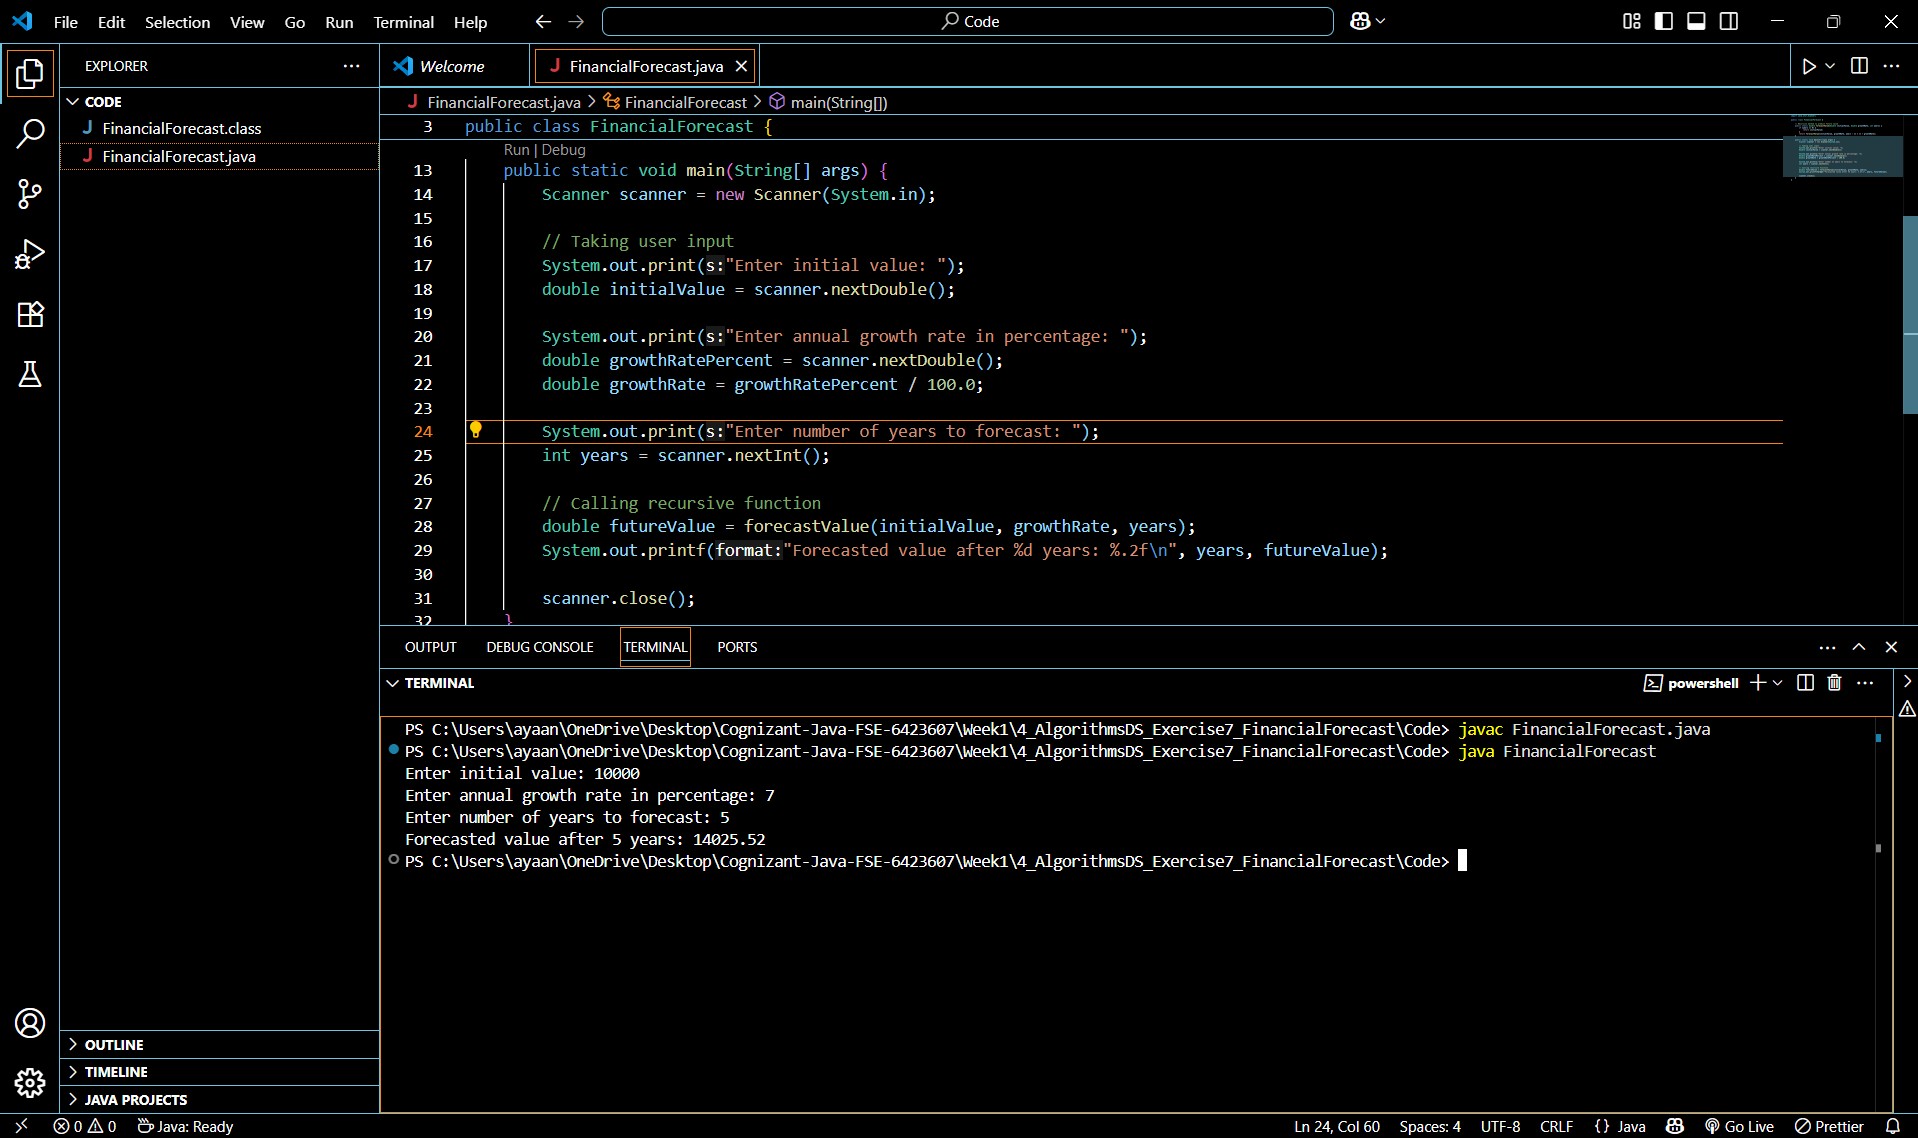 File Edit Selection View Go Run Terminal Help
Code
EXPLORER
CODE
FinancialForecast.class
FinancialForecast.java
OUTLINE
TIMELINE
JAVA PROJECTS
Welcome
FinancialForecast.java
FinancialForecast.java > FinancialForecast > main(String[])
3 public class FinancialForecast {
Run | Debug
13 public static void main(String[] args) {
14 Scanner scanner = new Scanner(System.in);
15
16 // Taking user input
17 System.out.print(s:"Enter initial value: ");
18 double initialValue = scanner.nextDouble();
19
20 System.out.print(s:"Enter annual growth rate in percentage: ");
21 double growthRatePercent = scanner.nextDouble();
22 double growthRate = growthRatePercent / 100.0;
23
24 System.out.print(s:"Enter number of years to forecast: ");
25 int years = scanner.nextInt();
26
27 // Calling recursive function
28 double futureValue = forecastValue(initialValue, growthRate, years);
29 System.out.printf(format:"Forecasted value after %d years: %.2f\n", years, futureValue);
30
31 scanner.close();
32 }
OUTPUT DEBUG CONSOLE TERMINAL PORTS
TERMINAL
powershell
PS C:\Users\ayaan\OneDrive\Desktop\Cognizant-Java-FSE-6423607\Week1\4_AlgorithmsDS_Exercise7_FinancialForecast\Code> javac FinancialForecast.java
PS C:\Users\ayaan\OneDrive\Desktop\Cognizant-Java-FSE-6423607\Week1\4_AlgorithmsDS_Exercise7_FinancialForecast\Code> java FinancialForecast
Enter initial value: 10000
Enter annual growth rate in percentage: 7
Enter number of years to forecast: 5
Forecasted value after 5 years: 14025.52
PS C:\Users\ayaan\OneDrive\Desktop\Cognizant-Java-FSE-6423607\Week1\4_AlgorithmsDS_Exercise7_FinancialForecast\Code>
0 0 Java: Ready
Ln 24, Col 60 Spaces: 4 UTF-8 CRLF {} Java Go Live Prettier